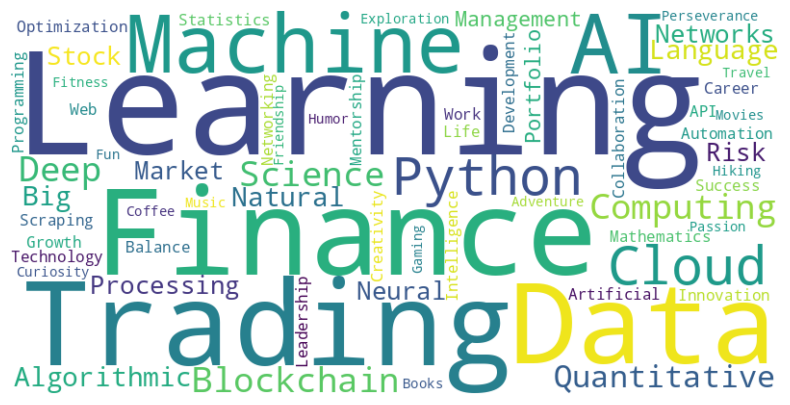 Optimization
Statistics
Machine
Exploration
Management
AI
Perseverance
Networks
Stock
Language
Learning
Programming
Fitness
Web
Fun
Networking
Friendship
Humor
Mentorship
Work
Life
Development
Portfolio
Collaboration
Travel
Career
API
Movies
Automation
Risk
Hiking
Success
Deep
Market
Science
Python
Big
Natural
Computing
Scraping
Coffee
Music
Finance
Adventure
Passion
Growth
Balance
Creativity
Gaming
Intelligence
Mathematics
Technology
Curiosity
Cloud
Processing
Neural
Artificial
Innovation
Trading
Leadership
Data
Algorithmic
Blockchain
Books
Quantitative